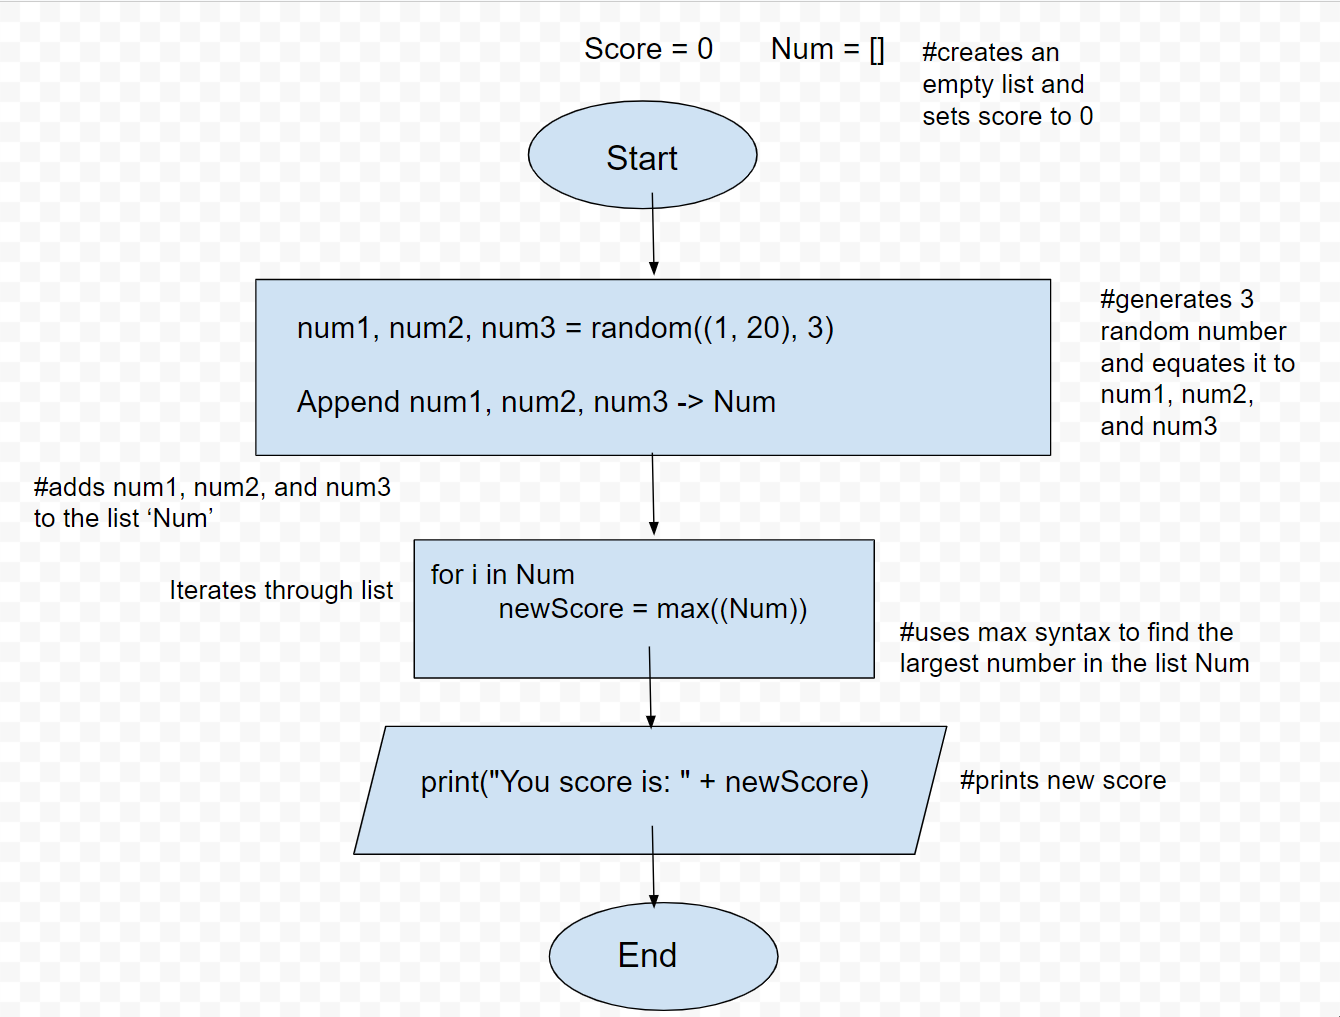 Score = 0 Num = []
#creates an
empty list and
sets score to 0
Start
num1, num2, num3 = random((1, 20), 3)
Append num1, num2, num3 -> Num
#generates 3
random number
and equates it to
num1, num2,
and num3
#adds num1, num2, and num3
to the list ‘Num’
Iterates through list
for i in Num
newScore = max((Num))
#uses max syntax to find the
largest number in the list Num
print("You score is: " + newScore)
#prints new score
End